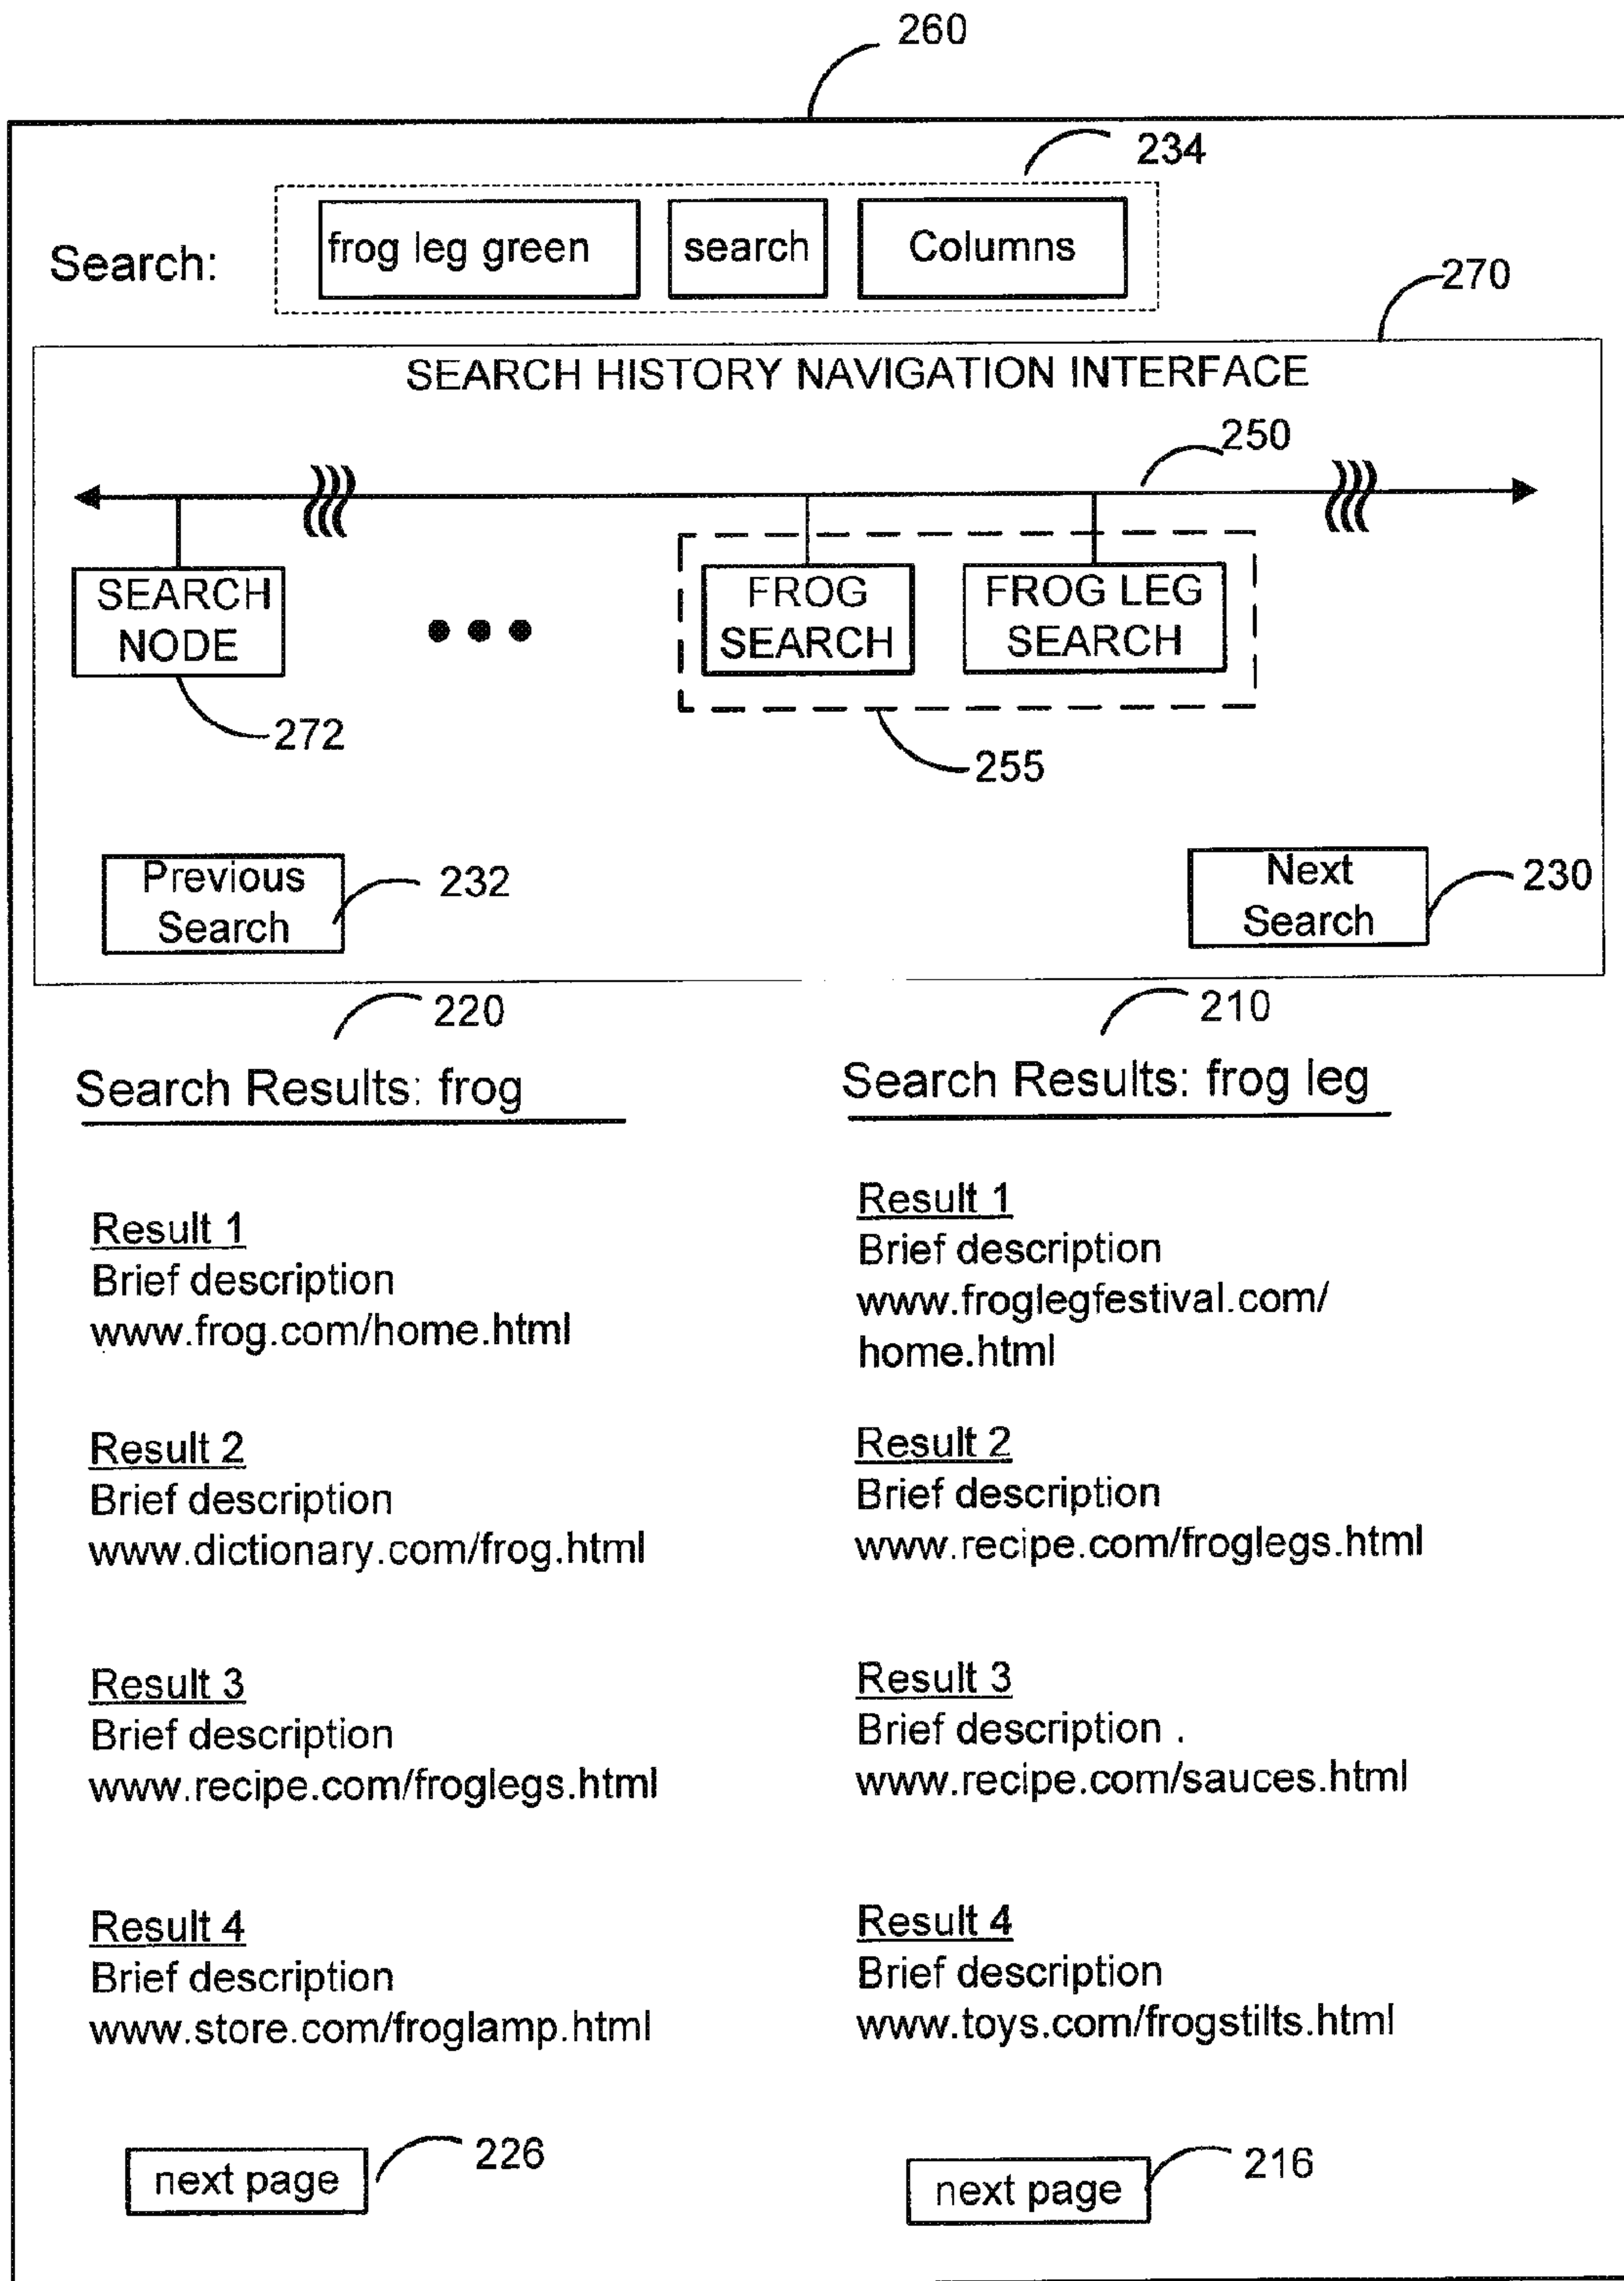 260
234
Search:
frog leg green
search
Columns
270
SEARCH HISTORY NAVIGATION INTERFACE
250
SEARCH
NODE
FROG
SEARCH
FROG LEG
SEARCH
272
255
Previous
Search
232
Next
Search
230
220
Search Results: frog
Result 1
Brief description
www.frog.com/home.html
Result 2
Brief description
www.dictionary.com/frog.html
Result 3
Brief description
www.recipe.com/froglegs.html
Result 4
Brief description
www.store.com/froglamp.html
next page
226
210
Search Results: frog leg
Result 1
Brief description
www.froglegfestival.com/
home.html
Result 2
Brief description
www.recipe.com/froglegs.html
Result 3
Brief description .
www.recipe.com/sauces.html
Result 4
Brief description
www.toys.com/frogstilts.html
next page
216